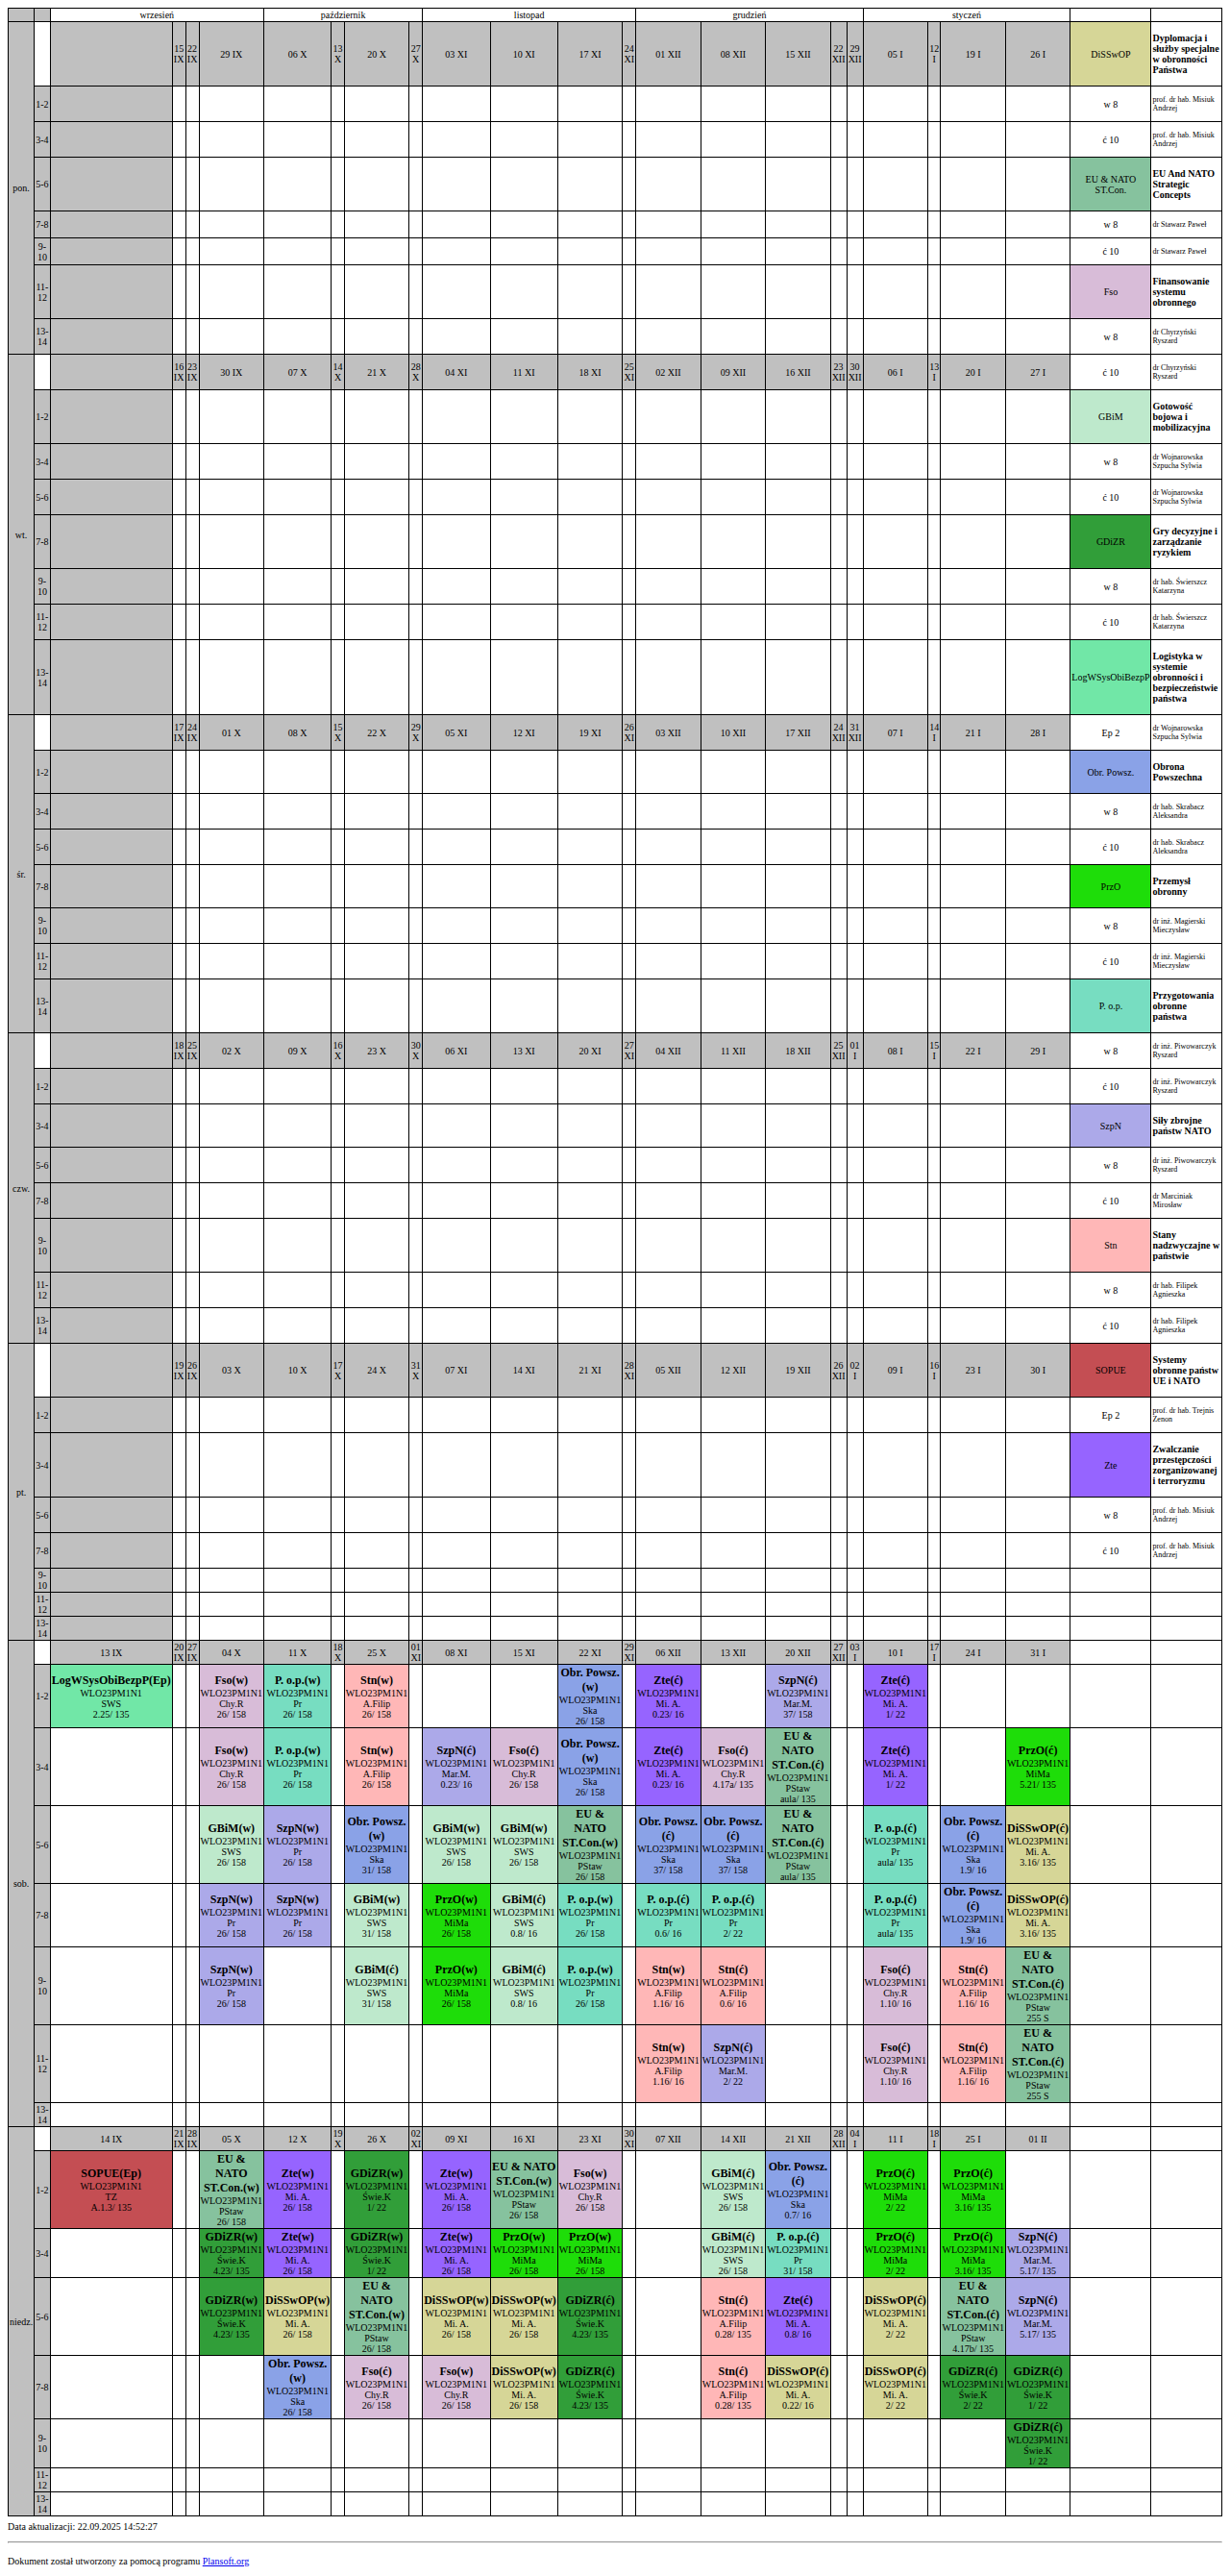 wrzesień październik listopad grudzień styczeń
pon. 15 IX 22 IX 29 IX 06 X 13 X 20 X 27 X 03 XI 10 XI 17 XI 24 XI 01 XII 08 XII 15 XII 22 XII 29 XII 05 I 12 I 19 I 26 I DiSSwOP Dyplomacja i służby specjalne w obronności Państwa
1-2 w 8 prof. dr hab. Misiuk Andrzej
3-4 ć 10 prof. dr hab. Misiuk Andrzej
5-6 EU & NATO ST.Con. EU And NATO Strategic Concepts
7-8 w 8 dr Stawarz Paweł
9-10 ć 10 dr Stawarz Paweł
11-12 Fso Finansowanie systemu obronnego
13-14 w 8 dr Chyrzyński Ryszard
wt. 16 IX 23 IX 30 IX 07 X 14 X 21 X 28 X 04 XI 11 XI 18 XI 25 XI 02 XII 09 XII 16 XII 23 XII 30 XII 06 I 13 I 20 I 27 I ć 10 dr Chyrzyński Ryszard
1-2 GBiM Gotowość bojowa i mobilizacyjna
3-4 w 8 dr Wojnarowska Szpucha Sylwia
5-6 ć 10 dr Wojnarowska Szpucha Sylwia
7-8 GDiZR Gry decyzyjne i zarządzanie ryzykiem
9-10 w 8 dr hab. Świerszcz Katarzyna
11-12 ć 10 dr hab. Świerszcz Katarzyna
13-14 LogWSysObiBezpP Logistyka w systemie obronności i bezpieczeństwie państwa
śr. 17 IX 24 IX 01 X 08 X 15 X 22 X 29 X 05 XI 12 XI 19 XI 26 XI 03 XII 10 XII 17 XII 24 XII 31 XII 07 I 14 I 21 I 28 I Ep 2 dr Wojnarowska Szpucha Sylwia
1-2 Obr. Powsz. Obrona Powszechna
3-4 w 8 dr hab. Skrabacz Aleksandra
5-6 ć 10 dr hab. Skrabacz Aleksandra
7-8 PrzO Przemysł obronny
9-10 w 8 dr inż. Magierski Mieczysław
11-12 ć 10 dr inż. Magierski Mieczysław
13-14 P. o.p. Przygotowania obronne państwa
czw. 18 IX 25 IX 02 X 09 X 16 X 23 X 30 X 06 XI 13 XI 20 XI 27 XI 04 XII 11 XII 18 XII 25 XII 01 I 08 I 15 I 22 I 29 I w 8 dr inż. Piwowarczyk Ryszard
1-2 ć 10 dr inż. Piwowarczyk Ryszard
3-4 SzpN Siły zbrojne państw NATO
5-6 w 8 dr inż. Piwowarczyk Ryszard
7-8 ć 10 dr Marciniak Mirosław
9-10 Stn Stany nadzwyczajne w państwie
11-12 w 8 dr hab. Filipek Agnieszka
13-14 ć 10 dr hab. Filipek Agnieszka
pt. 19 IX 26 IX 03 X 10 X 17 X 24 X 31 X 07 XI 14 XI 21 XI 28 XI 05 XII 12 XII 19 XII 26 XII 02 I 09 I 16 I 23 I 30 I SOPUE Systemy obronne państw UE i NATO
1-2 Ep 2 prof. dr hab. Trejnis Zenon
3-4 Zte Zwalczanie przestępczości zorganizowanej i terroryzmu
5-6 w 8 prof. dr hab. Misiuk Andrzej
7-8 ć 10 prof. dr hab. Misiuk Andrzej
9-10
11-12
13-14
sob. 13 IX 20 IX 27 IX 04 X 11 X 18 X 25 X 01 XI 08 XI 15 XI 22 XI 29 XI 06 XII 13 XII 20 XII 27 XII 03 I 10 I 17 I 24 I 31 I
1-2 LogWSysObiBezpP(Ep) WLO23PM1N1 SWS 2.25/ 135 Fso(w) WLO23PM1N1 Chy.R 26/ 158 P. o.p.(w) WLO23PM1N1 Pr 26/ 158 Stn(w) WLO23PM1N1 A.Filip 26/ 158 Obr. Powsz.(w) WLO23PM1N1 Ska 26/ 158 Zte(ć) WLO23PM1N1 Mi. A. 0.23/ 16 SzpN(ć) WLO23PM1N1 Mar.M. 37/ 158 Zte(ć) WLO23PM1N1 Mi. A. 1/ 22
3-4 Fso(w) WLO23PM1N1 Chy.R 26/ 158 P. o.p.(w) WLO23PM1N1 Pr 26/ 158 Stn(w) WLO23PM1N1 A.Filip 26/ 158 SzpN(ć) WLO23PM1N1 Mar.M. 0.23/ 16 Fso(ć) WLO23PM1N1 Chy.R 26/ 158 Obr. Powsz.(w) WLO23PM1N1 Ska 26/ 158 Zte(ć) WLO23PM1N1 Mi. A. 0.23/ 16 Fso(ć) WLO23PM1N1 Chy.R 4.17a/ 135 EU & NATO ST.Con.(ć) WLO23PM1N1 PStaw aula/ 135 Zte(ć) WLO23PM1N1 Mi. A. 1/ 22 PrzO(ć) WLO23PM1N1 MiMa 5.21/ 135
5-6 GBiM(w) WLO23PM1N1 SWS 26/ 158 SzpN(w) WLO23PM1N1 Pr 26/ 158 Obr. Powsz.(w) WLO23PM1N1 Ska 31/ 158 GBiM(w) WLO23PM1N1 SWS 26/ 158 GBiM(w) WLO23PM1N1 SWS 26/ 158 EU & NATO ST.Con.(w) WLO23PM1N1 PStaw 26/ 158 Obr. Powsz.(ć) WLO23PM1N1 Ska 37/ 158 Obr. Powsz.(ć) WLO23PM1N1 Ska 37/ 158 EU & NATO ST.Con.(ć) WLO23PM1N1 PStaw aula/ 135 P. o.p.(ć) WLO23PM1N1 Pr aula/ 135 Obr. Powsz.(ć) WLO23PM1N1 Ska 1.9/ 16 DiSSwOP(ć) WLO23PM1N1 Mi. A. 3.16/ 135
7-8 SzpN(w) WLO23PM1N1 Pr 26/ 158 SzpN(w) WLO23PM1N1 Pr 26/ 158 GBiM(w) WLO23PM1N1 SWS 31/ 158 PrzO(w) WLO23PM1N1 MiMa 26/ 158 GBiM(ć) WLO23PM1N1 SWS 0.8/ 16 P. o.p.(w) WLO23PM1N1 Pr 26/ 158 P. o.p.(ć) WLO23PM1N1 Pr 0.6/ 16 P. o.p.(ć) WLO23PM1N1 Pr 2/ 22 P. o.p.(ć) WLO23PM1N1 Pr aula/ 135 Obr. Powsz.(ć) WLO23PM1N1 Ska 1.9/ 16 DiSSwOP(ć) WLO23PM1N1 Mi. A. 3.16/ 135
9-10 SzpN(w) WLO23PM1N1 Pr 26/ 158 GBiM(ć) WLO23PM1N1 SWS 31/ 158 PrzO(w) WLO23PM1N1 MiMa 26/ 158 GBiM(ć) WLO23PM1N1 SWS 0.8/ 16 P. o.p.(w) WLO23PM1N1 Pr 26/ 158 Stn(w) WLO23PM1N1 A.Filip 1.16/ 16 Stn(ć) WLO23PM1N1 A.Filip 0.6/ 16 Fso(ć) WLO23PM1N1 Chy.R 1.10/ 16 Stn(ć) WLO23PM1N1 A.Filip 1.16/ 16 EU & NATO ST.Con.(ć) WLO23PM1N1 PStaw 255 S
11-12 Stn(w) WLO23PM1N1 A.Filip 1.16/ 16 SzpN(ć) WLO23PM1N1 Mar.M. 2/ 22 Fso(ć) WLO23PM1N1 Chy.R 1.10/ 16 Stn(ć) WLO23PM1N1 A.Filip 1.16/ 16 EU & NATO ST.Con.(ć) WLO23PM1N1 PStaw 255 S
13-14
niedz. 14 IX 21 IX 28 IX 05 X 12 X 19 X 26 X 02 XI 09 XI 16 XI 23 XI 30 XI 07 XII 14 XII 21 XII 28 XII 04 I 11 I 18 I 25 I 01 II
1-2 SOPUE(Ep) WLO23PM1N1 TZ A.1.3/ 135 EU & NATO ST.Con.(w) WLO23PM1N1 PStaw 26/ 158 Zte(w) WLO23PM1N1 Mi. A. 26/ 158 GDiZR(w) WLO23PM1N1 Świe.K 1/ 22 Zte(w) WLO23PM1N1 Mi. A. 26/ 158 EU & NATO ST.Con.(w) WLO23PM1N1 PStaw 26/ 158 Fso(w) WLO23PM1N1 Chy.R 26/ 158 GBiM(ć) WLO23PM1N1 SWS 26/ 158 Obr. Powsz.(ć) WLO23PM1N1 Ska 0.7/ 16 PrzO(ć) WLO23PM1N1 MiMa 2/ 22 PrzO(ć) WLO23PM1N1 MiMa 3.16/ 135
3-4 GDiZR(w) WLO23PM1N1 Świe.K 4.23/ 135 Zte(w) WLO23PM1N1 Mi. A. 26/ 158 GDiZR(w) WLO23PM1N1 Świe.K 1/ 22 Zte(w) WLO23PM1N1 Mi. A. 26/ 158 PrzO(w) WLO23PM1N1 MiMa 26/ 158 PrzO(w) WLO23PM1N1 MiMa 26/ 158 GBiM(ć) WLO23PM1N1 SWS 26/ 158 P. o.p.(ć) WLO23PM1N1 Pr 31/ 158 PrzO(ć) WLO23PM1N1 MiMa 2/ 22 PrzO(ć) WLO23PM1N1 MiMa 3.16/ 135 SzpN(ć) WLO23PM1N1 Mar.M. 5.17/ 135
5-6 GDiZR(w) WLO23PM1N1 Świe.K 4.23/ 135 DiSSwOP(w) WLO23PM1N1 Mi. A. 26/ 158 EU & NATO ST.Con.(w) WLO23PM1N1 PStaw 26/ 158 DiSSwOP(w) WLO23PM1N1 Mi. A. 26/ 158 DiSSwOP(w) WLO23PM1N1 Mi. A. 26/ 158 GDiZR(ć) WLO23PM1N1 Świe.K 4.23/ 135 Stn(ć) WLO23PM1N1 A.Filip 0.28/ 135 Zte(ć) WLO23PM1N1 Mi. A. 0.8/ 16 DiSSwOP(ć) WLO23PM1N1 Mi. A. 2/ 22 EU & NATO ST.Con.(ć) WLO23PM1N1 PStaw 4.17b/ 135 SzpN(ć) WLO23PM1N1 Mar.M. 5.17/ 135
7-8 Obr. Powsz.(w) WLO23PM1N1 Ska 26/ 158 Fso(ć) WLO23PM1N1 Chy.R 26/ 158 Fso(w) WLO23PM1N1 Chy.R 26/ 158 DiSSwOP(w) WLO23PM1N1 Mi. A. 26/ 158 GDiZR(ć) WLO23PM1N1 Świe.K 4.23/ 135 Stn(ć) WLO23PM1N1 A.Filip 0.28/ 135 DiSSwOP(ć) WLO23PM1N1 Mi. A. 0.22/ 16 DiSSwOP(ć) WLO23PM1N1 Mi. A. 2/ 22 GDiZR(ć) WLO23PM1N1 Świe.K 2/ 22 GDiZR(ć) WLO23PM1N1 Świe.K 1/ 22
9-10 GDiZR(ć) WLO23PM1N1 Świe.K 1/ 22
11-12
13-14
Data aktualizacji: 22.09.2025 14:52:27
Dokument został utworzony za pomocą programu Plansoft.org